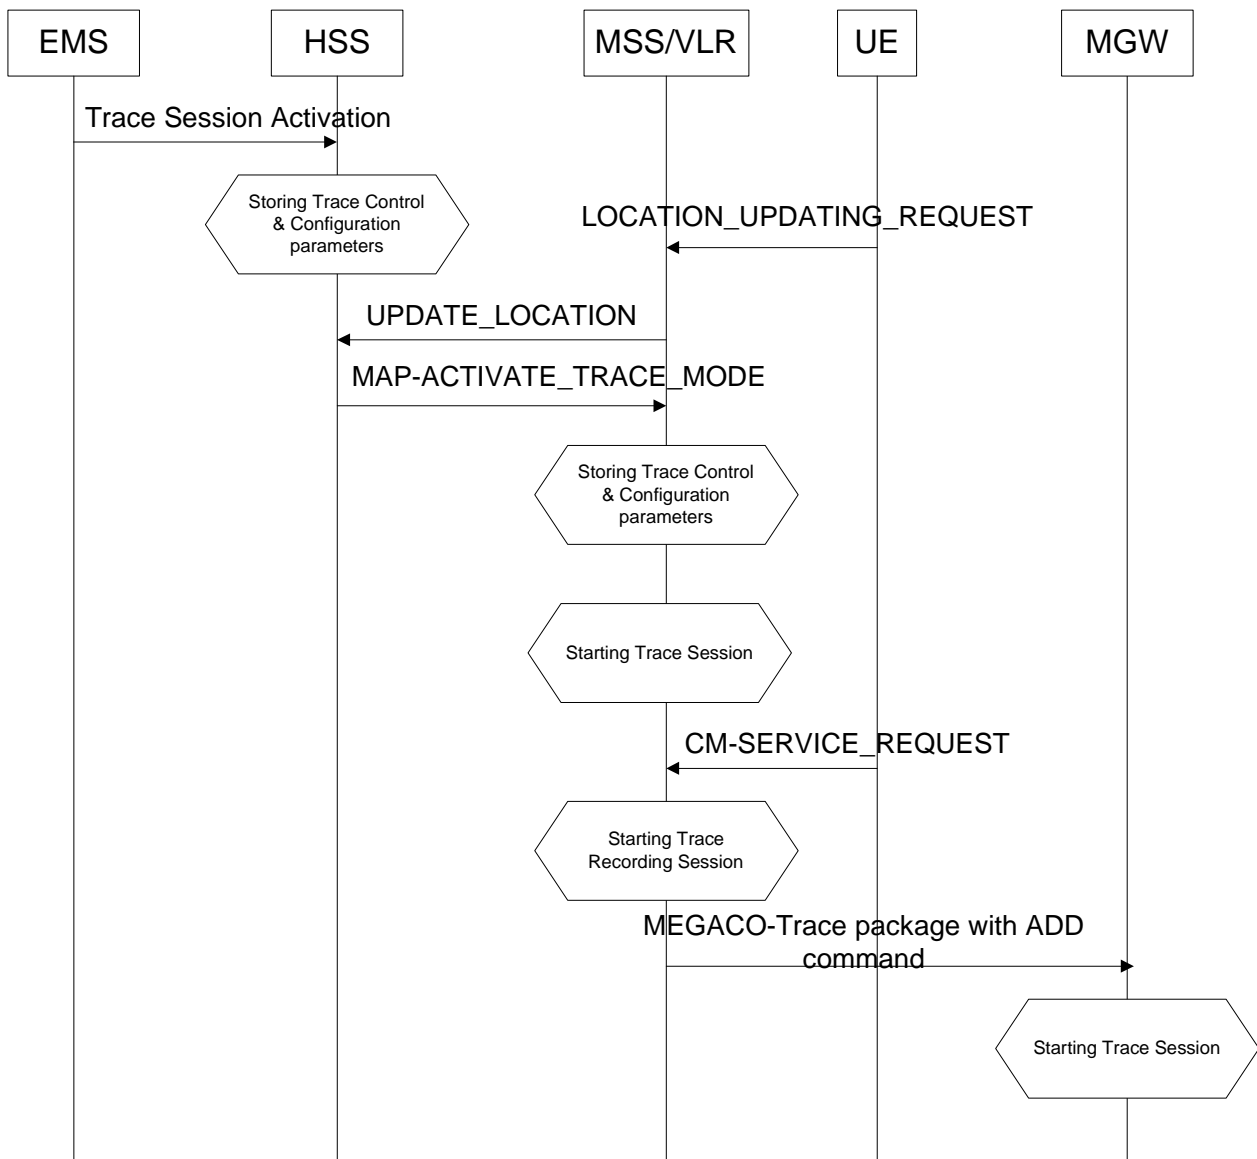 EMS
HSS
MSS/VLR
UE
MGW
Trace Session Activation
Storing Trace Control
& Configuration
parameters
LOCATION_UPDATING_REQUEST
UPDATE_LOCATION
MAP-ACTIVATE_TRACE_MODE
Storing Trace Control
& Configuration
parameters
Starting Trace Session
CM-SERVICE_REQUEST
Starting Trace
Recording Session
MEGACO-Trace package with ADD
command
Starting Trace Session